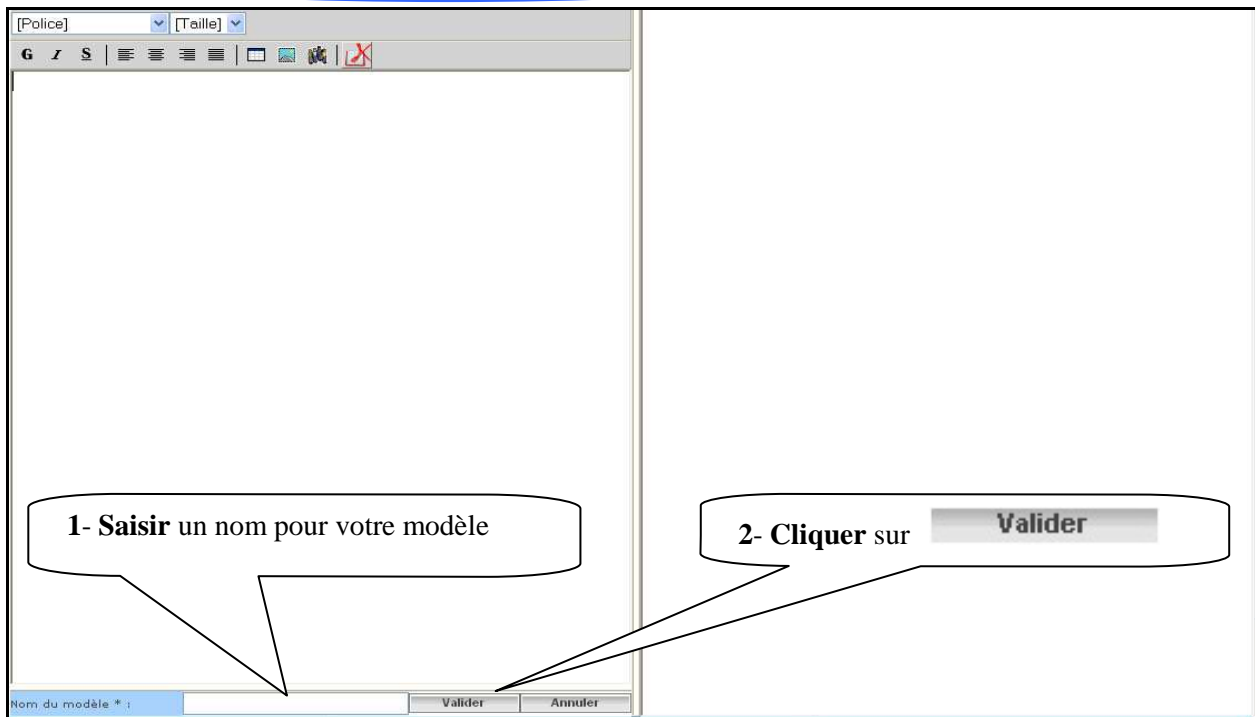 [Police] [Taille]
G I S
1- Saisir un nom pour votre modèle
2- Cliquer sur Valider
Nom du modèle * : Valider Annuler